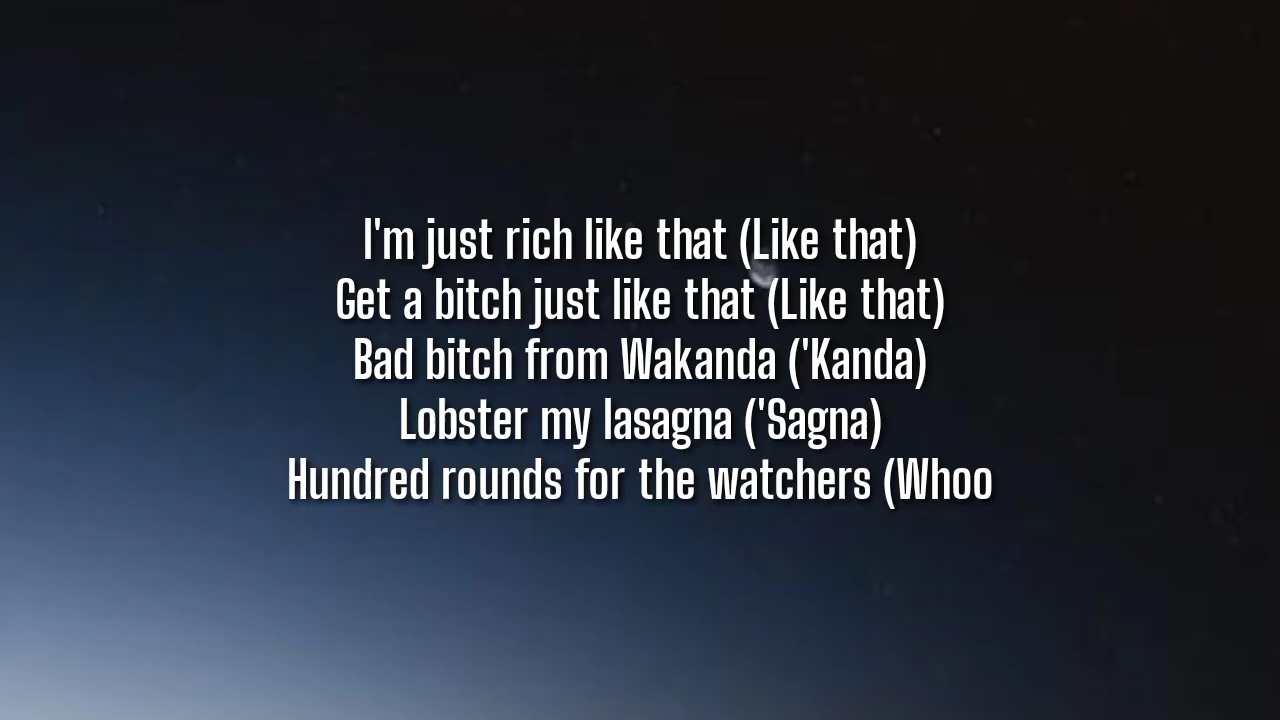 I'm just rich like that (Like that)
Get a bitch just like that (Like that)
Bad bitch from Wakanda ('Kanda)
Lobster my lasagna ('Sagna)
Hundred rounds for the watchers (Whoo